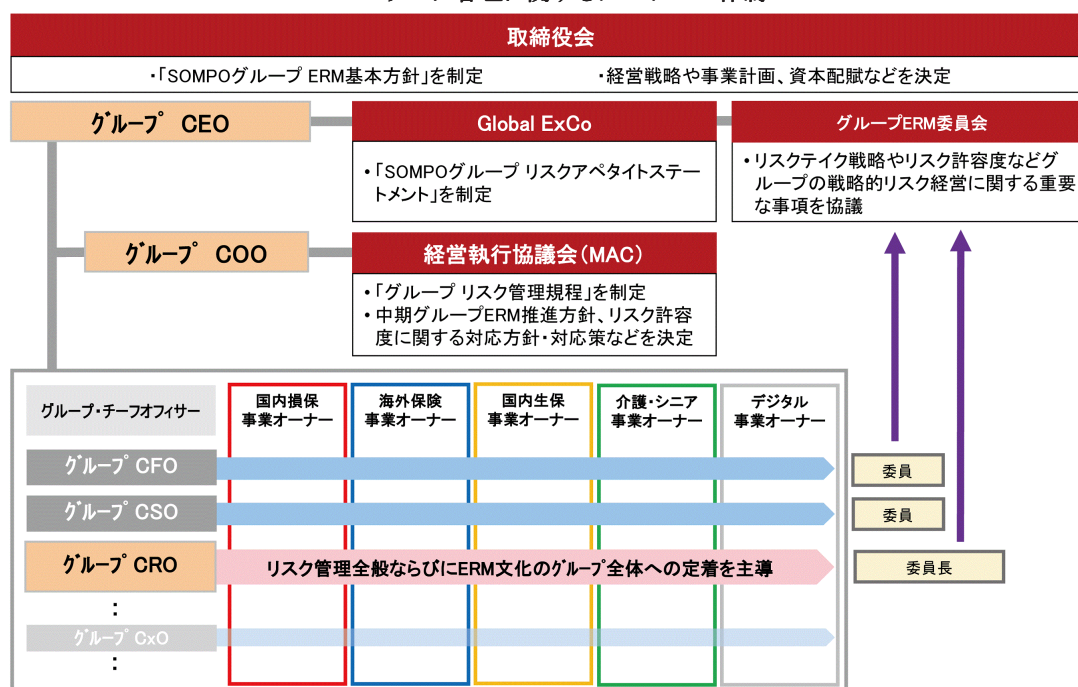 取締役会
・「SOMPOグループ ERM基本方針」を制定
・経営戦略や事業計画、資本配賦などを決定
グループ CEO
Global ExCo
グループERM委員会
・「SOMPOグループ リスクアペタイトステー
トメント」を制定
・リスクテイク戦略やリスク許容度などグ
ループの戦略的リスク経営に関する重要
な事項を協議
グループ COO
経営執行協議会(MAC)
・「グループ リスク管理規程」を制定
・中期グループERM推進方針、リスク許容
度に関する対応方針・対応策などを決定
グループ・チーフオフィサー
国内損保
事業オーナー
海外保険
事業オーナー
国内生保
事業オーナー
介護・シニア
事業オーナー
デジタル
事業オーナー
グループ CFO
委員
グループ CSO
委員
グループ CRO
リスク管理全般ならびにERM文化のグループ全体への定着を主導
委員長
:
グループ CxO
: